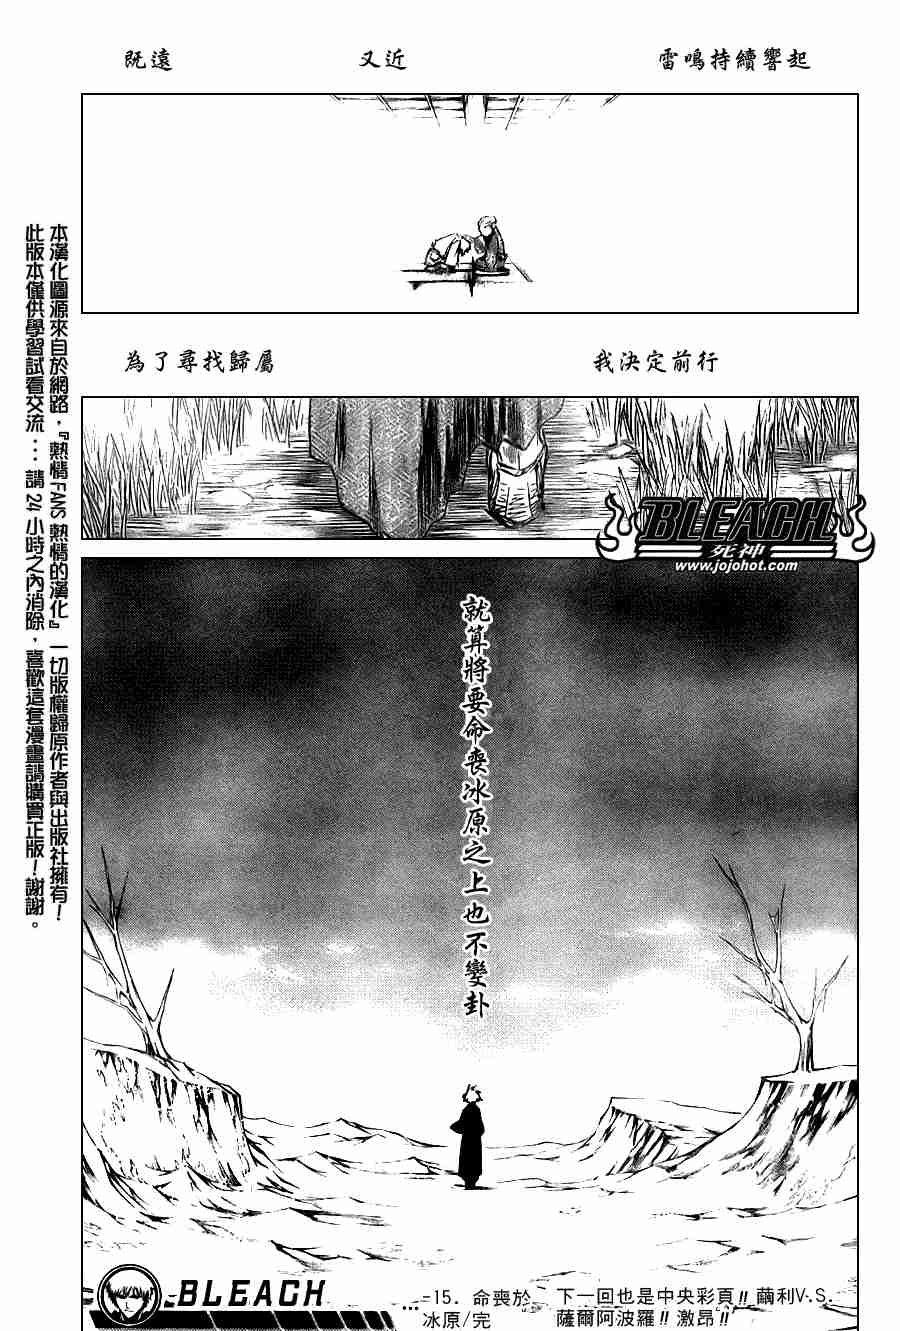 雷鳴持續響起
又近
既遠
我決定前行
為了尋找歸屬
BLEACH
死神
www.jojohot.com
就算將要命喪冰原之上也不變卦
本漢化圖源來自於網路，『熱情FANS熱情的漢化』一切版權歸原作者與出版社擁有！
此版本僅供學習試看交流...請24小時之內消除，喜歡這套漫畫請購買正版！謝謝。
BLEACH
...
-15. 命喪於
冰原/完
下一回也是中央彩頁!! 繭利V.S.
薩爾阿波羅!! 激昂!!